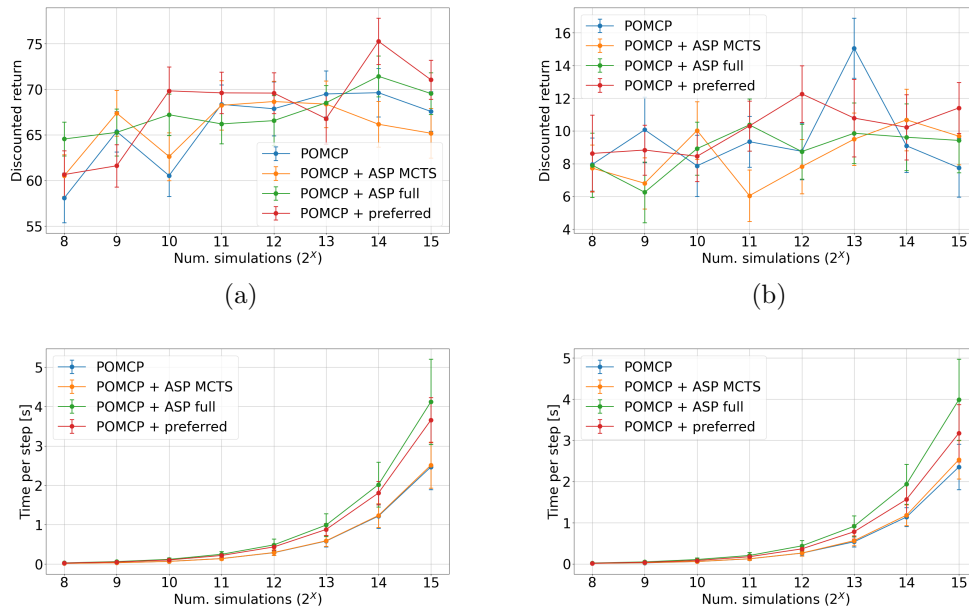 75
70
65
60
55
Discounted return
POMCP
POMCP + ASP MCTS
POMCP + ASP full
POMCP + preferred
8 9 10 11 12 13 14 15
Num. simulations (2^X)
(a)
16
14
12
10
8
6
4
Discounted return
POMCP
POMCP + ASP MCTS
POMCP + ASP full
POMCP + preferred
8 9 10 11 12 13 14 15
Num. simulations (2^X)
(b)
5
4
3
2
1
0
Time per step [s]
POMCP
POMCP + ASP MCTS
POMCP + ASP full
POMCP + preferred
8 9 10 11 12 13 14 15
Num. simulations (2^X)
5
4
3
2
1
0
Time per step [s]
POMCP
POMCP + ASP MCTS
POMCP + ASP full
POMCP + preferred
8 9 10 11 12 13 14 15
Num. simulations (2^X)